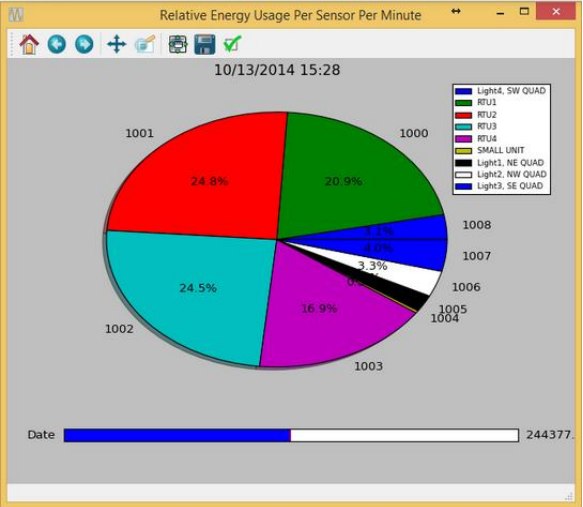 Relative Energy Usage Per Sensor Per Minute
10/13/2014 15:28
Light4, SW QUAD
RTU1
RTU2
RTU3
RTU4
SMALL UNIT
Light1, NE QUAD
Light2, NW QUAD
Light3, SE QUAD
1001
1000
24.8%
20.9%
1008
3.1%
4.0%
1007
3.3%
1006
24.5%
16.9%
1005
1004
1002
1003
Date
244377.